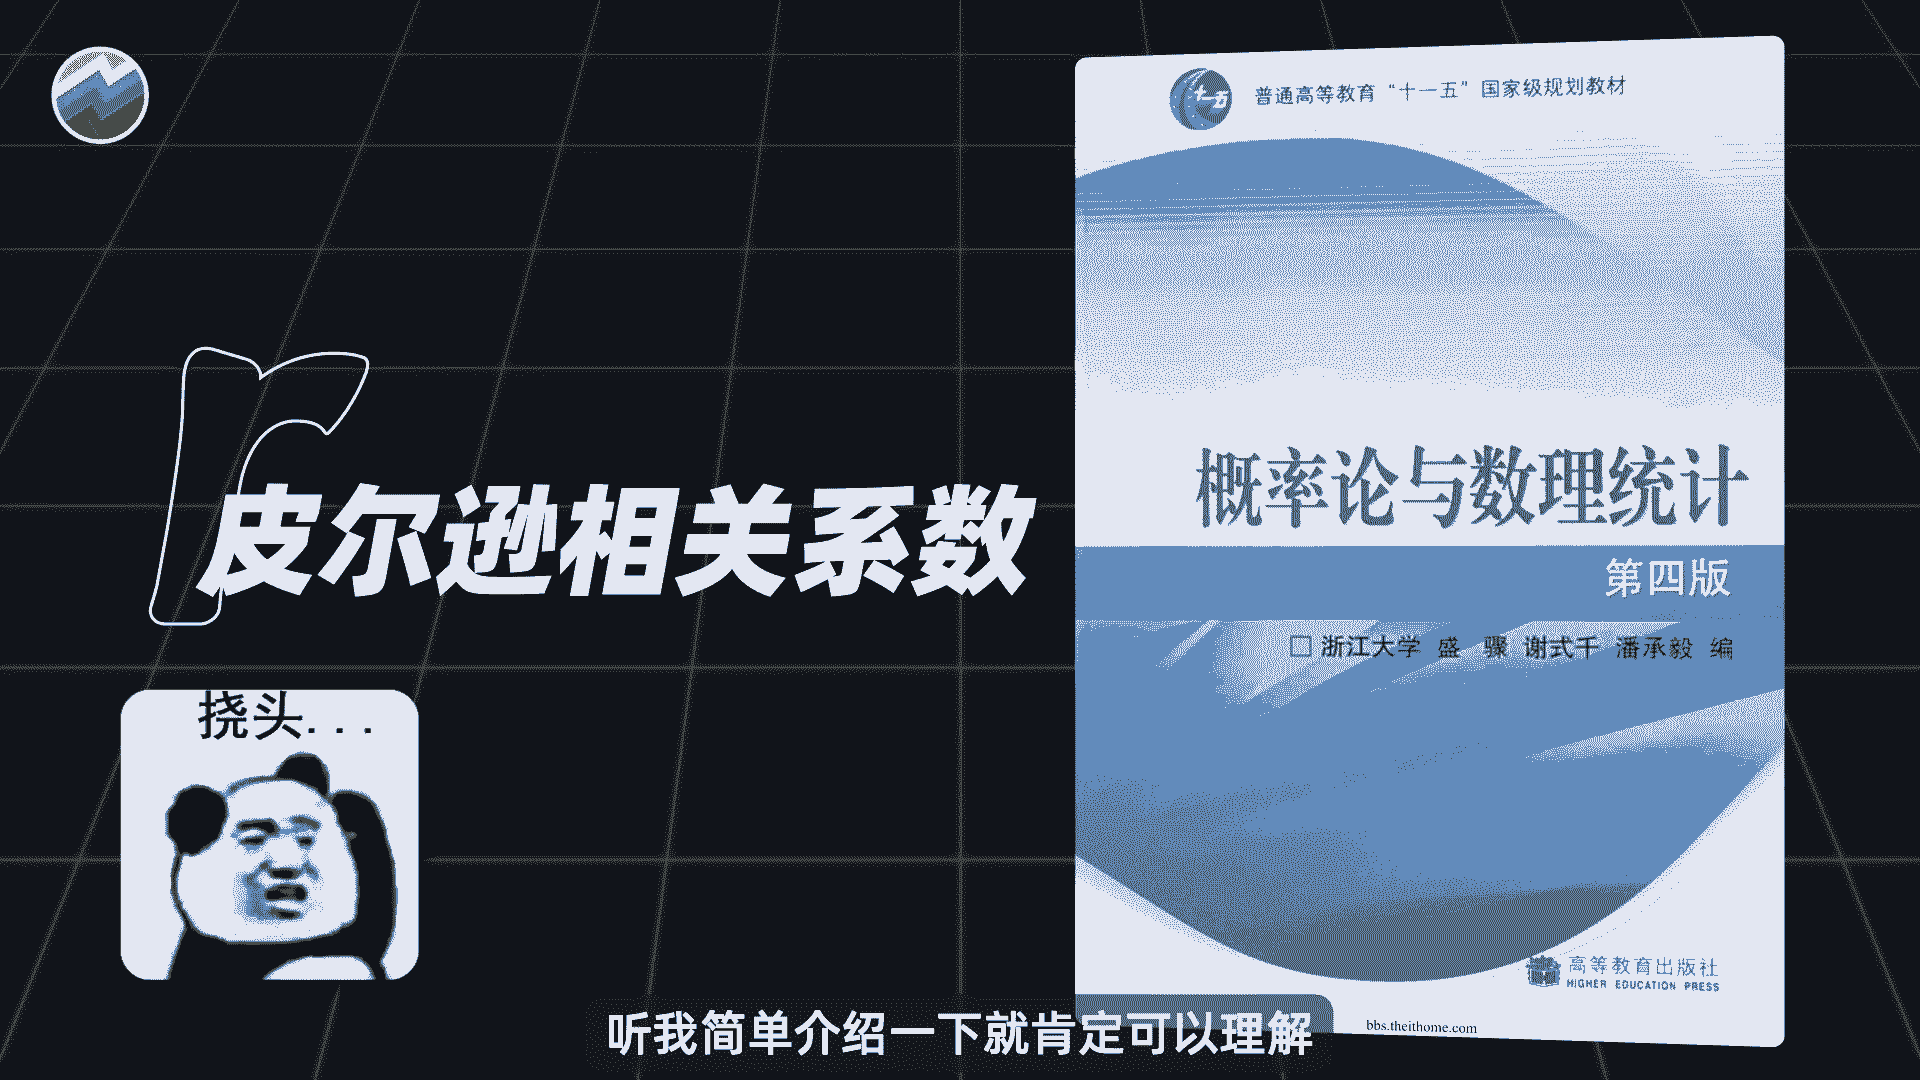 r
皮尔逊相关系数
挠头...
十一五
普通高等教育“十一五”国家级规划教材
概率论与数理统计
第四版
浙江大学 盛 骤 谢式千 潘承毅 编
高等教育出版社
HIGHER EDUCATION PRESS
bbs.theithome.com
听我简单介绍一下就肯定可以理解